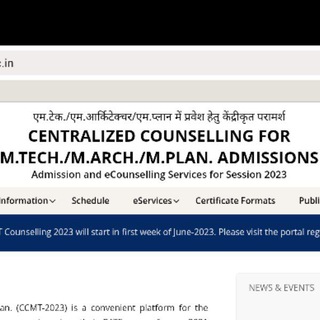 .in
एम.टेक./एम.आर्किटेक्चर/एम.प्लान में प्रवेश हेतु केंद्रीकृत परामर्श
CENTRALIZED COUNSELLING FOR
M.TECH./M.ARCH./M.PLAN. ADMISSIONS
Admission and eCounselling Services for Session 2023
Information Schedule eServices Certificate Formats Publi
T Counselling 2023 will start in first week of June-2023. Please visit the portal reg
NEWS & EVENTS
an. (CCMT-2023) is a convenient platform for the